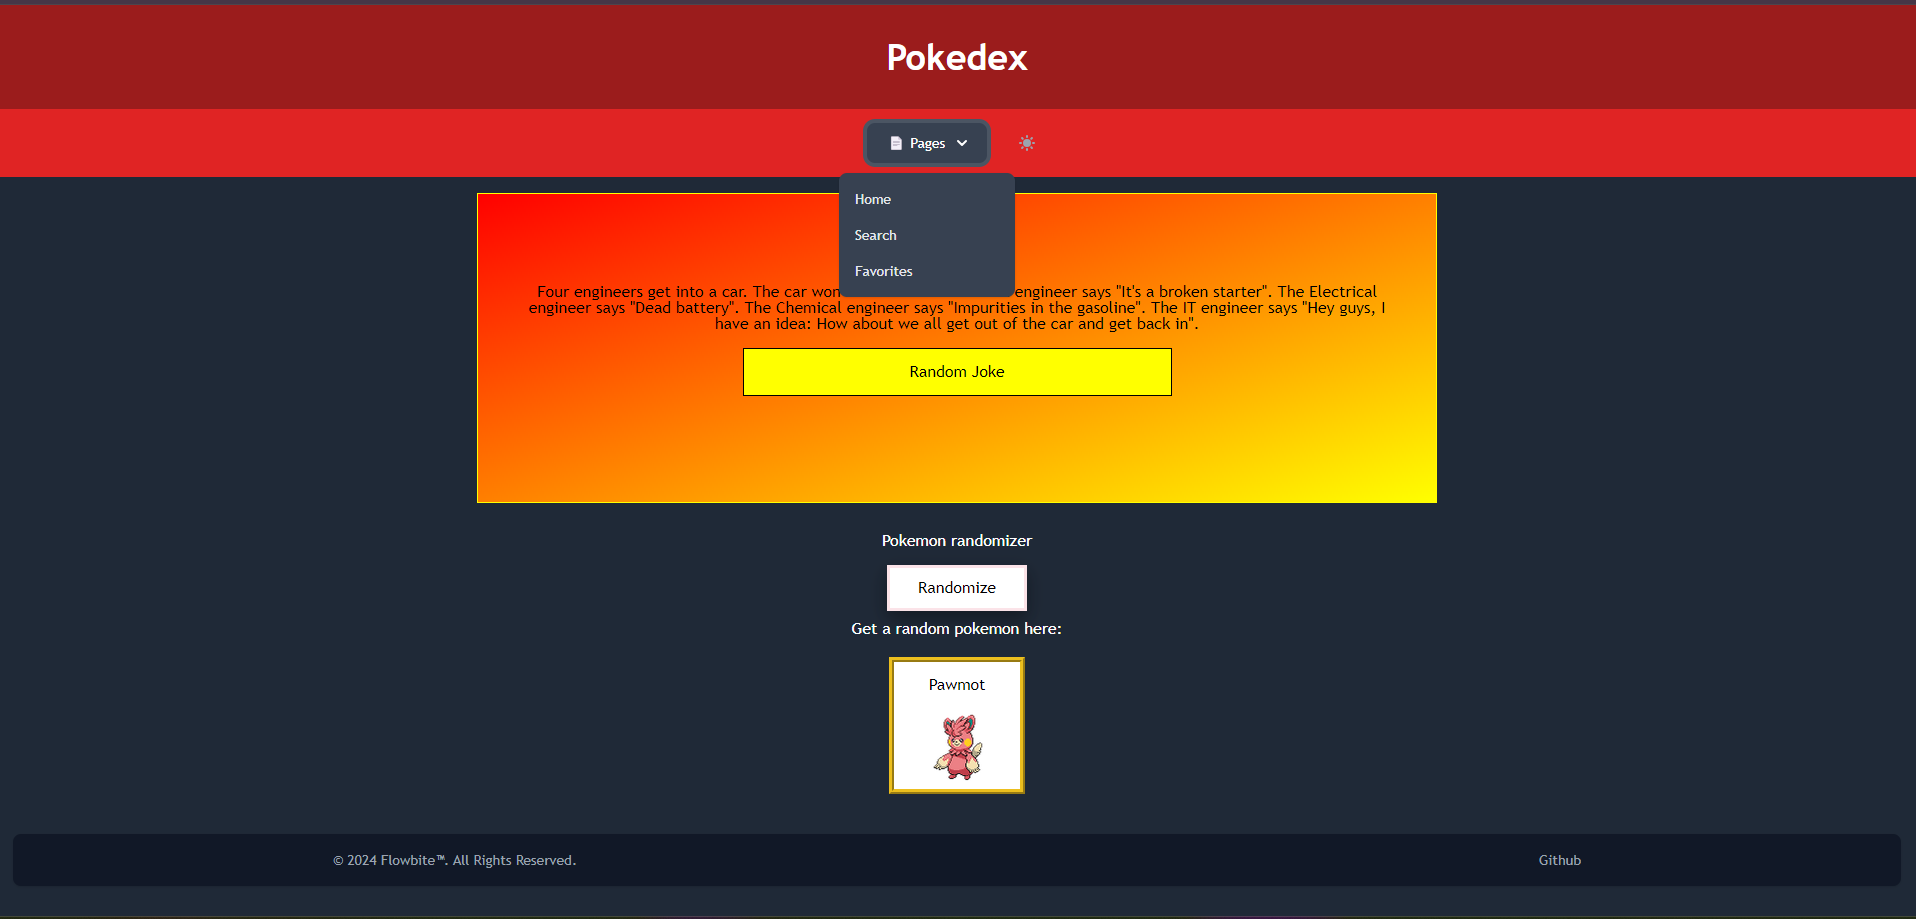 Pokedex
Pages
Home
Search
Favorites
Four engineers get into a car. The car won engineer says "It's a broken starter". The Electrical
engineer says "Dead battery". The Chemical engineer says "Impurities in the gasoline". The IT engineer says "Hey guys, I
have an idea: How about we all get out of the car and get back in".
Random Joke
Pokemon randomizer
Randomize
Get a random pokemon here:
Pawmot
© 2024 Flowbite™. All Rights Reserved.
Github